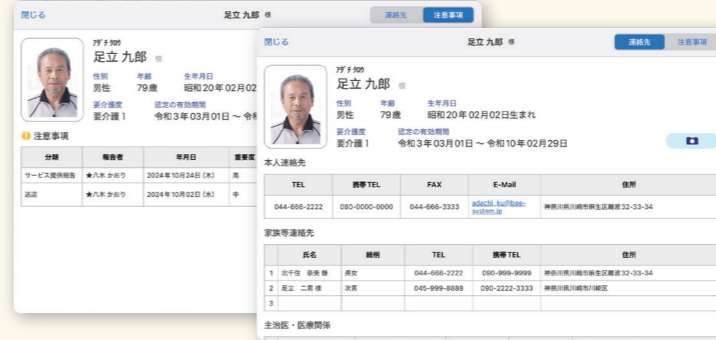 閉じる
足立 九郎 様
連絡先
注意事項
ｱﾀﾞﾁ ｸﾛｳ
足立 九郎 様
性別
年齢
生年月日
男性
79歳
昭和20年02月02
要介護度
認定の有効期間
要介護1
令和3年03月01日 ～ 令和
注意事項
分類
報告者
年月日
重要度
サービス提供報告
★八木 かおり
2024年10月24日 (木)
高
送迎
★八木 かおり
2024年10月02日 (水)
中
閉じる
足立 九郎 様
連絡先
注意事項
ｱﾀﾞﾁ ｸﾛｳ
足立 九郎 様
性別
年齢
生年月日
男性
79歳
昭和20年02月02日生まれ
要介護度
認定の有効期間
要介護1
令和3年03月01日 ～ 令和10年02月29日
本人連絡先
TEL
携帯TEL
FAX
E-Mail
住所
044-666-2222
080-0000-0000
044-666-3333
adachi_ku@bee-
system.jp
神奈川県川崎市麻生区難波32-33-34
家族等連絡先
氏名
続柄
TEL
携帯TEL
住所
1
北千住 奈美 様
長女
044-666-2222
090-999-9999
神奈川県川崎市麻生区難波32-33-34
2
足立 二男 様
次男
045-999-8888
090-2222-3333
神奈川県川崎市川崎区
3
主治医・医療関係